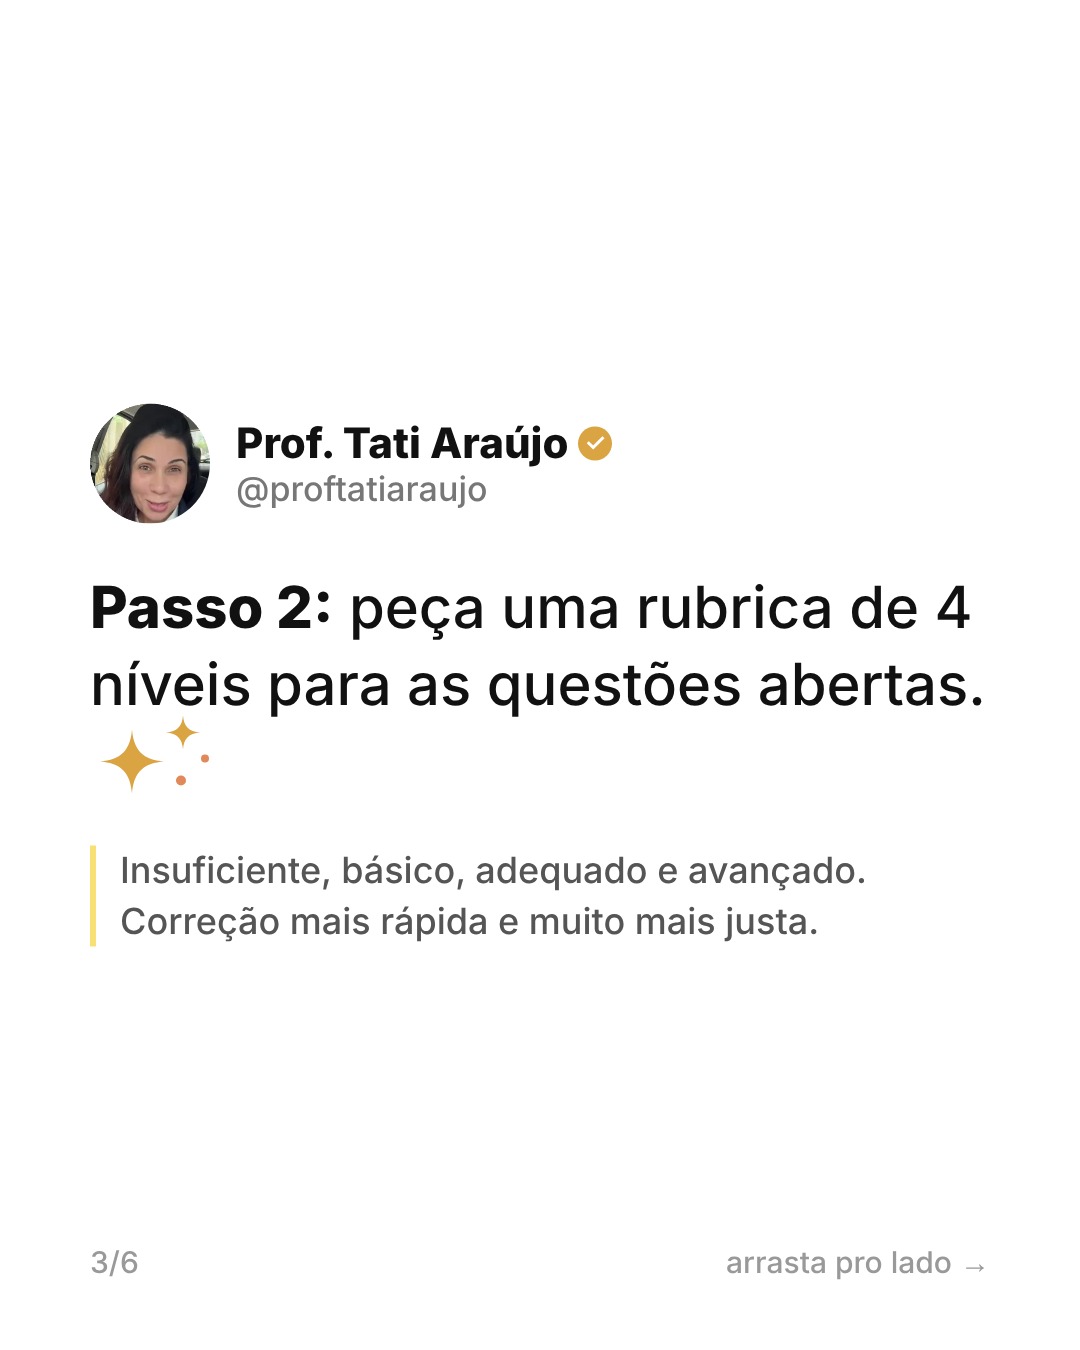 Prof. Tati Araújo
@proftatiaraujo
Passo 2: peça uma rubrica de 4
níveis para as questões abertas.
Insuficiente, básico, adequado e avançado.
Correção mais rápida e muito mais justa.
3/6
arrasta pro lado →